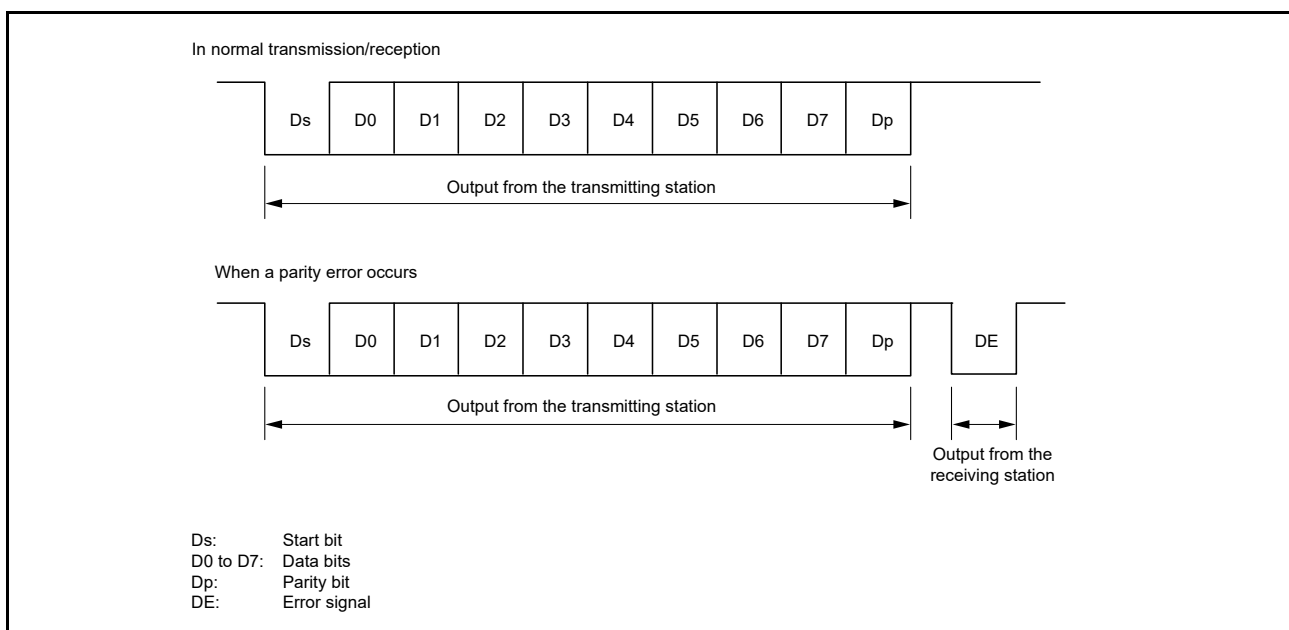 In normal transmission/reception
Ds D0 D1 D2 D3 D4 D5 D6 D7 Dp
Output from the transmitting station
When a parity error occurs
Ds D0 D1 D2 D3 D4 D5 D6 D7 Dp DE
Output from the transmitting station
Output from the
receiving station
Ds: Start bit
D0 to D7: Data bits
Dp: Parity bit
DE: Error signal